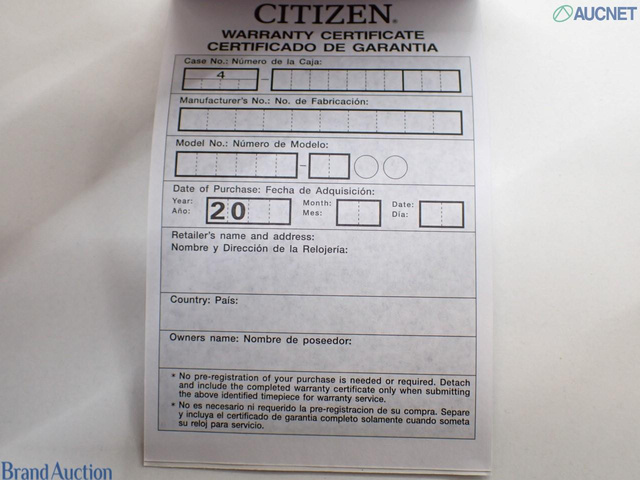 CITIZEN®
WARRANTY CERTIFICATE
CERTIFICADO DE GARANTIA
Case No.: Número de la Caja:
4
Manufacturer's No.: No. de Fabricación:
Model No.: Número de Modelo:
Date of Purchase: Fecha de Adquisición:
Year: Month: Date:
Año: 20 Mes: Día:
Retailer's name and address:
Nombre y Dirección de la Relojería:
Country: País:
Owners name: Nombre de poseedor:
* No pre-registration of your purchase is needed or required. Detach
and include the completed warranty certificate only when submitting
the above identified timepiece for warranty service.
* No es necesario ni requerido la pre-registracion de su compra. Separe
y incluya el certificado de garantia completo solamente cuando someta
su reloj para servicio.
AUCNET
Brand Auction